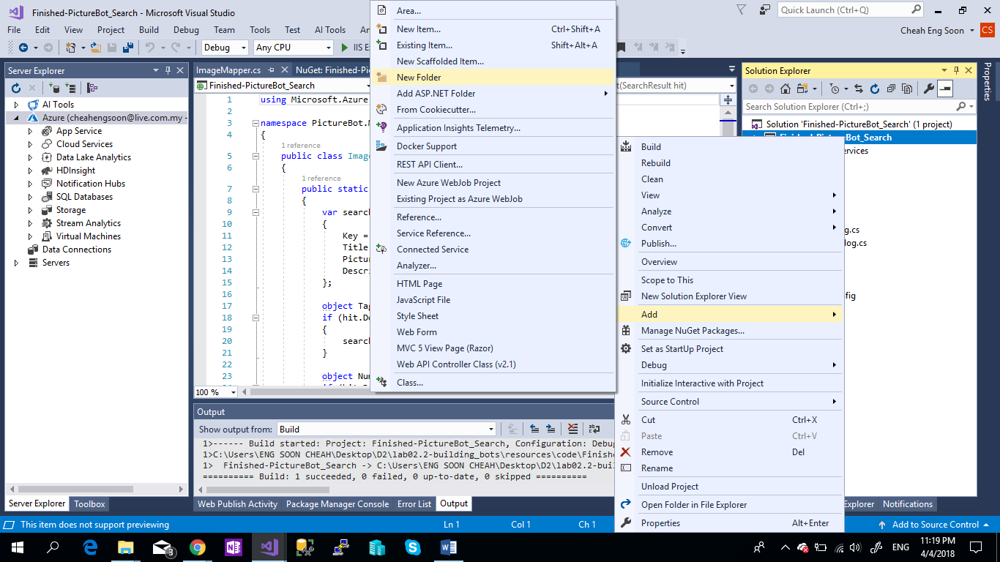 Finished-PictureBot_Search - Microsoft Visual Studio
Quick Launch (Ctrl+Q)
File Edit View Project Build Debug Team Tools Test AI Tools
Cheah Eng Soon CS
Debug Any CPU IIS
Server Explorer
AI Tools
Azure (cheahengsoon@live.com.my -
App Service
Cloud Services
Data Lake Analytics
HDInsight
Notification Hubs
SQL Databases
Storage
Stream Analytics
Virtual Machines
Data Connections
Servers
Server Explorer Toolbox
ImageMapper.cs NuGet: Finished-Pi
Finished-PictureBot_Search
t(SearchResult hit)
1 using Microsoft.Azure
2
3 namespace PictureBot.
4 {
1 reference
5 public class Imag
6 {
1 reference
7 public static
8 {
9 var search
10 {
11 Key =
12 Title
13 Pictur
14 Descri
15 };
16
17 object Tag
18 if (hit.Do
19 {
20 search
21 }
22
23 object Num
100 %
Area...
New Item... Ctrl+Shift+A
Existing Item... Shift+Alt+A
New Scaffolded Item...
New Folder
Add ASP.NET Folder
From Cookiecutter...
Application Insights Telemetry...
Docker Support
REST API Client...
New Azure WebJob Project
Existing Project as Azure WebJob
Reference...
Service Reference...
Connected Service
Analyzer...
HTML Page
JavaScript File
Style Sheet
Web Form
MVC 5 View Page (Razor)
Web API Controller Class (v2.1)
Class...
Solution Explorer
Search Solution Explorer (Ctrl+;)
Solution 'Finished-PictureBot_Search' (1 project)
Finished-PictureBot_Search
ervices
g.cs
log.cs
fig
Properties
Build
Rebuild
Clean
View
Analyze
Convert
Publish...
Overview
Scope to This
New Solution Explorer View
Add
Manage NuGet Packages...
Set as StartUp Project
Debug
Initialize Interactive with Project
Source Control
Cut Ctrl+X
Paste Ctrl+V
Remove Del
Rename
Unload Project
Open Folder in File Explorer
Properties Alt+Enter
Output
Show output from: Build
1>------ Build started: Project: Finished-PictureBot_Search, Configuration: Debug
1>C:\Users\ENG SOON CHEAH\Desktop\D2\lab02.2-building_bots\resources\code\Finishe
1> Finished-PictureBot_Search -> C:\Users\ENG SOON CHEAH\Desktop\D2\lab02.2-buil
========== Build: 1 succeeded, 0 failed, 0 up-to-date, 0 skipped ==========
Web Publish Activity Package Manager Console Error List Output
Explorer Notifications
This item does not support previewing Ln 1 Col 1 Ch 1 Add to Source Control
3 ENG 11:19 PM
4/4/2018